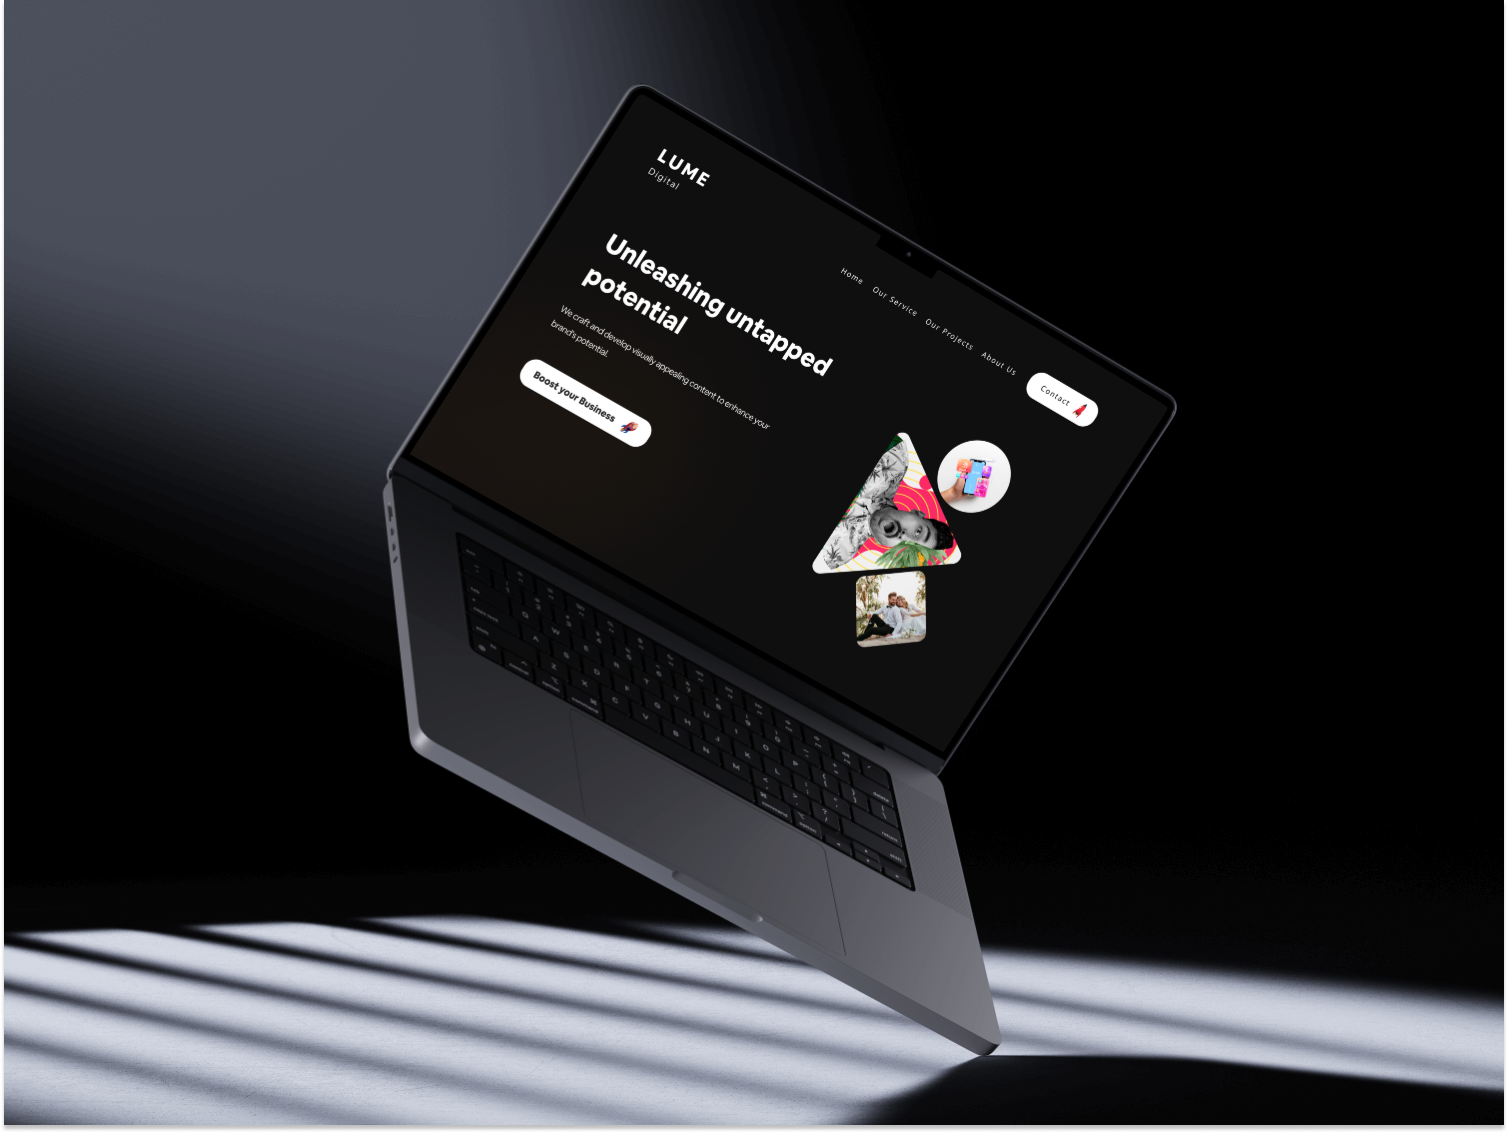 LUME
Digital
Home Our Service Our Projects About Us Contact
Unleashing untapped
potential
We craft and develop visually appealing content to enhance your
brand's potential.
Boost your Business